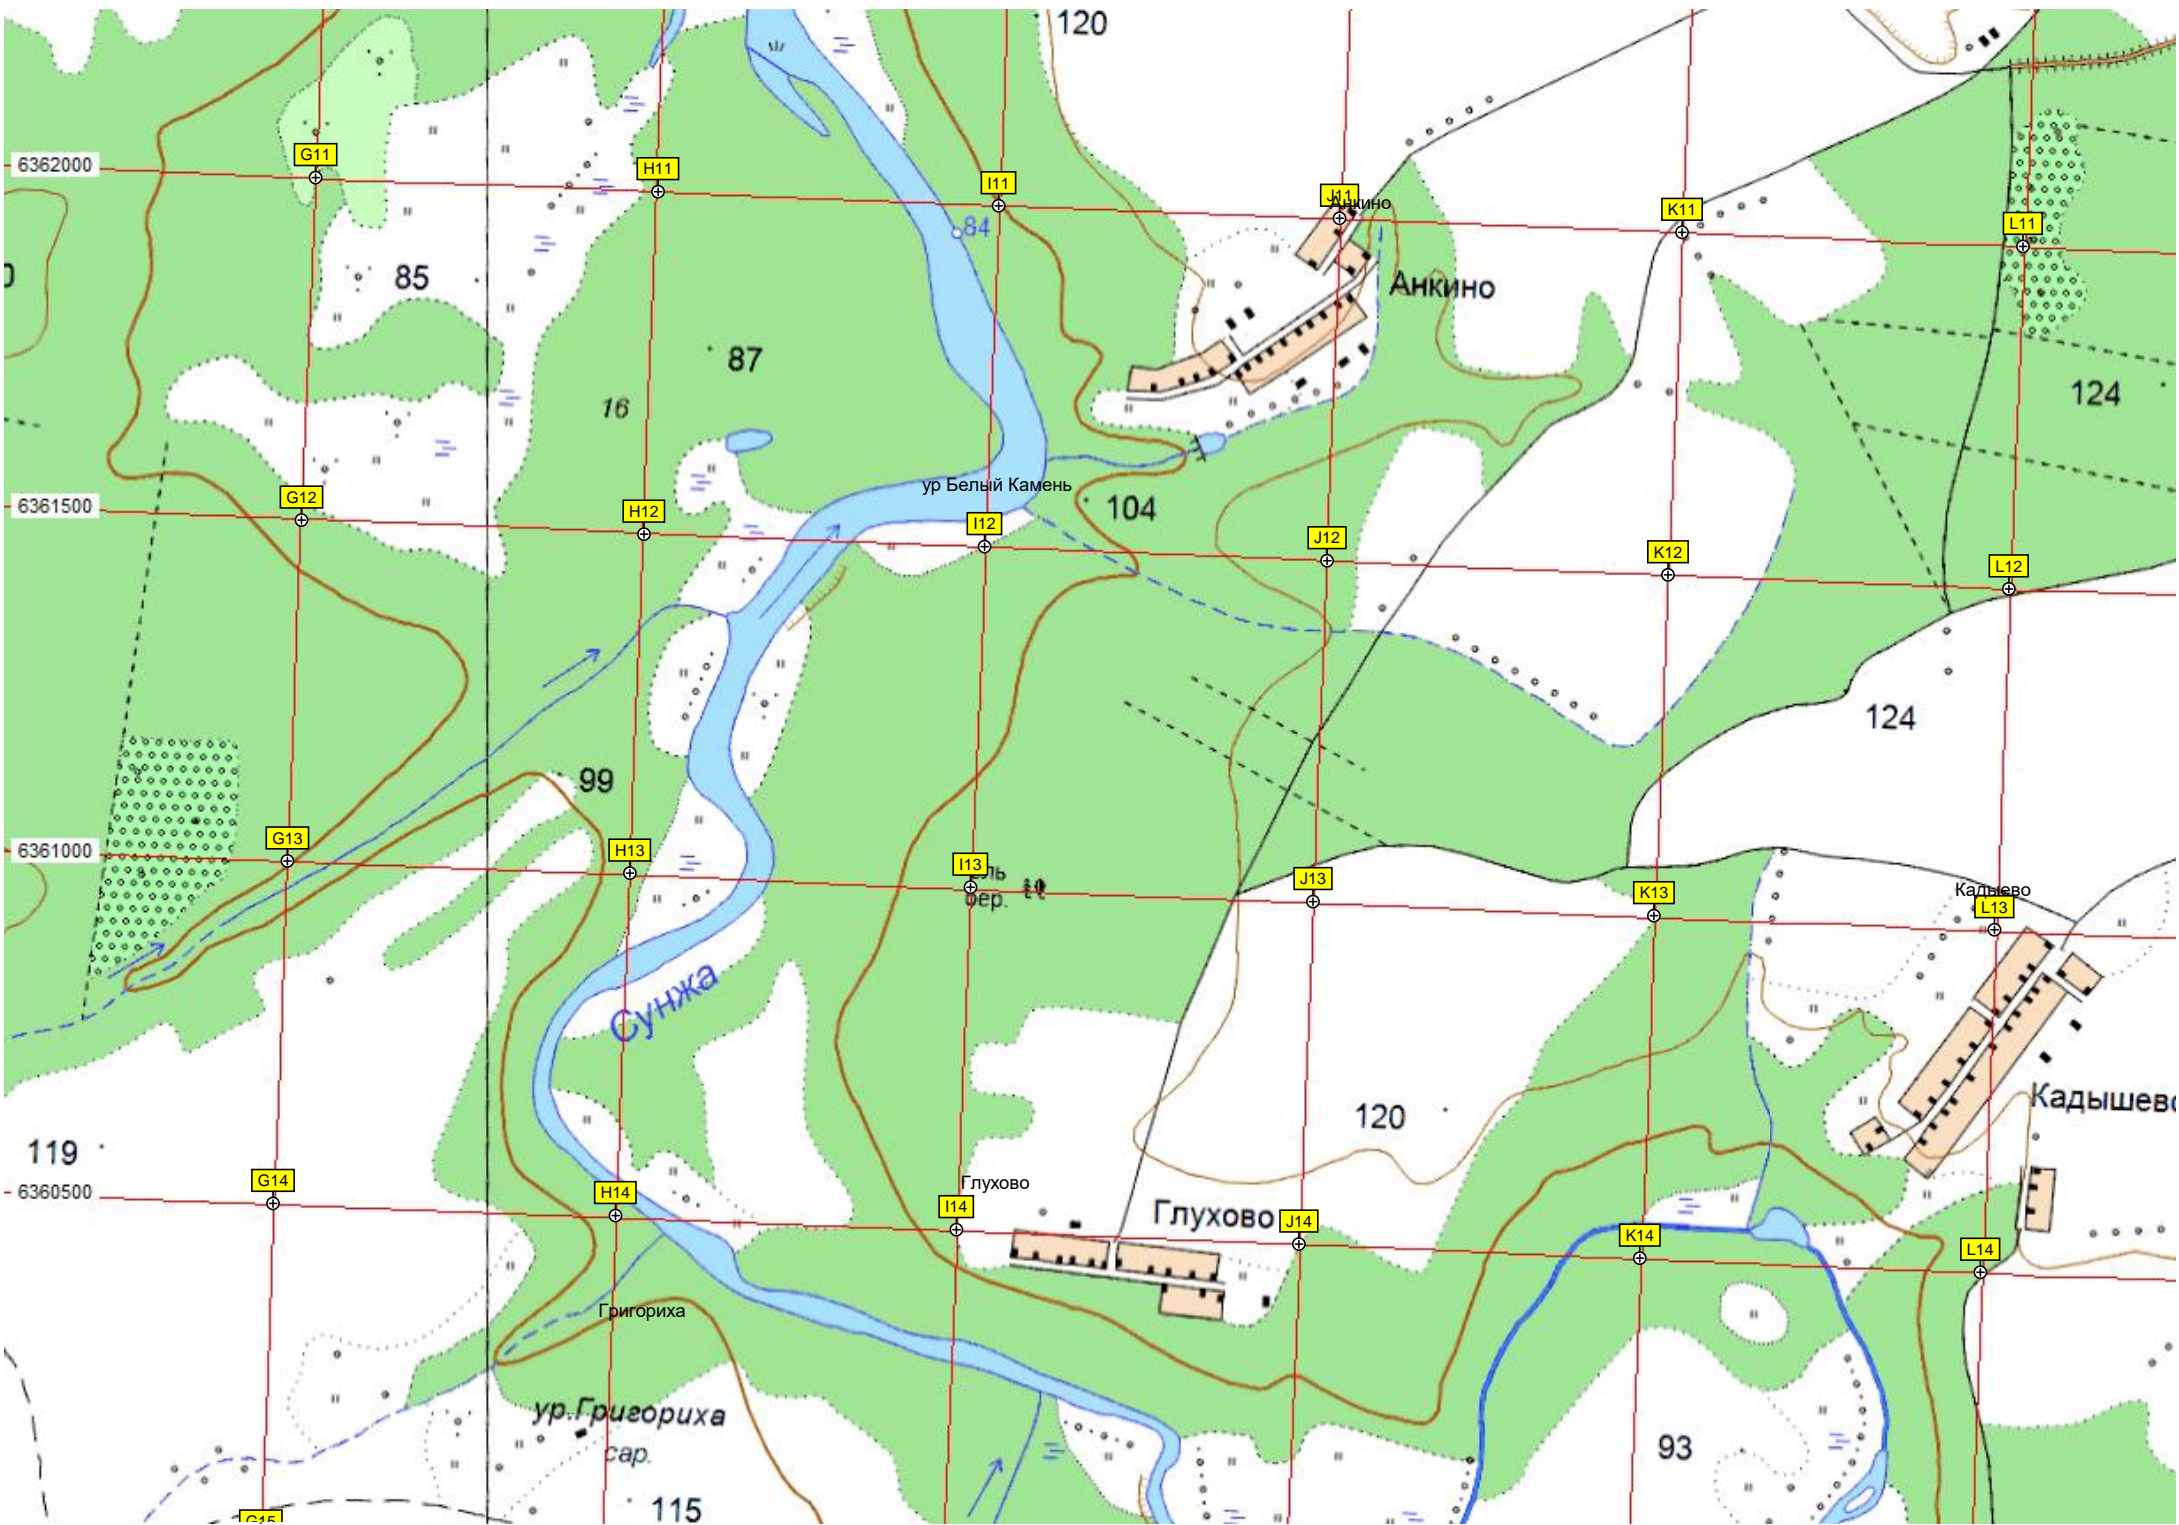 120
G11
6362000
H11
I11
J11
Анкино
K11
L11
84
85
Анкино
87
124
16
ур Белый Камень
G12
6361500
H12
104
I12
J12
K12
L12
124
99
G13
6361000
H13
I13
бер.
J13
K13
Кадыево
L13
Сунжа
Кадышево
120
119
G14
6360500
H14
Глухово
I14
Глухово
J14
K14
L14
Григориха
ур.Григориха
сар.
93
115
G15